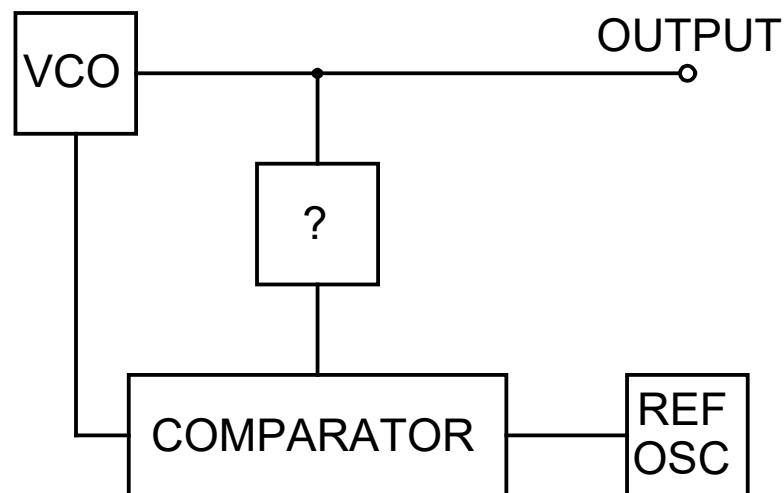 OUTPUT
VCO
?
COMPARATOR
REF
OSC